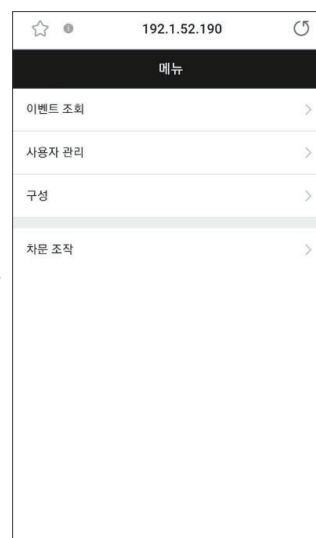 192.1.52.190
메뉴
이벤트 조회
사용자 관리
구성
차문 조작